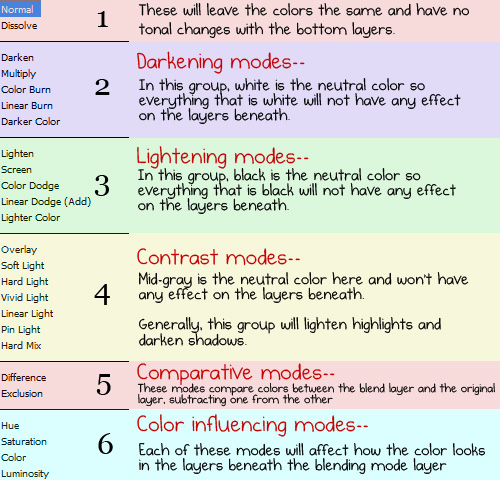 Normal
Dissolve
1
These will leave the colors the same and have no
tonal changes with the bottom layers.
Darken
Multiply
Color Burn
Linear Burn
Darker Color
2
Darkening modes--
In this group, white is the neutral color so
everything that is white will not have any effect
on the layers beneath.
Lighten
Screen
Color Dodge
Linear Dodge (Add)
Lighter Color
3
Lightening modes--
In this group, black is the neutral color so
everything that is black will not have any effect
on the layers beneath.
Overlay
Soft Light
Hard Light
Vivid Light
Linear Light
Pin Light
Hard Mix
4
Contrast modes--
Mid-gray is the neutral color here and won't have
any effect on the layers beneath.
Generally, this group will lighten highlights and
darken shadows.
Difference
Exclusion
5
Comparative modes--
These modes compare colors between the blend layer and the original
layer, subtracting one from the other
Hue
Saturation
Color
Luminosity
6
Color influencing modes--
Each of these modes will affect how the color looks
in the layers beneath the blending mode layer